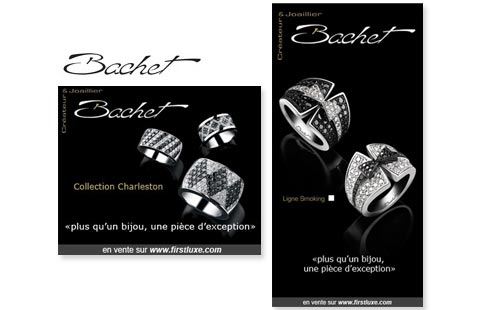 Bachet
Créateur & Joaillier
Bachet
Collection Charleston
«plus qu'un bijou, une pièce d'exception»
en vente sur www.firstluxe.com
Créateur & Joaillier
Bachet
Ligne Smoking
«plus qu'un bijou,
une pièce d'exception»
en vente sur www.firstluxe.com